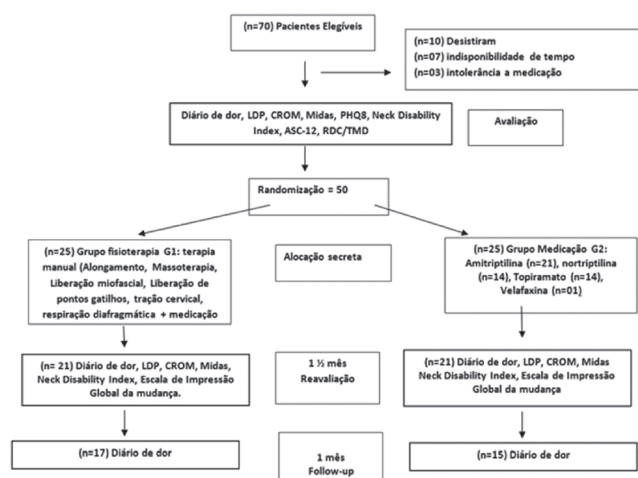 (n=70) Pacientes Elegíveis
(n=10) Desistiram
(n=07) indisponibilidade de tempo
(n=03) intolerância a medicação
Diário de dor, LDP, CROM, Midas, PHQ8, Neck Disability
Index, ASC-12, RDC/TMD
Avaliação
Randomização = 50
(n=25) Grupo fisioterapia G1: terapia
manual (Alongamento, Massoterapia,
Liberação miofascial, Liberação de
pontos gatilhos, tração cervical,
respiração diafragmática + medicação
Alocação secreta
(n=25) Grupo Medicação G2:
Amitriptilina (n=21), nortriptilina
(n=14), Topiramato (n=14),
Velafaxina (n=01)
(n= 21) Diário de dor, LDP, CROM, Midas,
Neck Disability Index, Escala de Impressão
Global da mudança.
1 ½ mês
Reavaliação
(n=21) Diário de dor, LDP, CROM, Midas
Neck Disability Index, Escala de Impressão
Global da mudança
(n=17) Diário de dor
1 mês
Follow-up
(n=15) Diário de dor